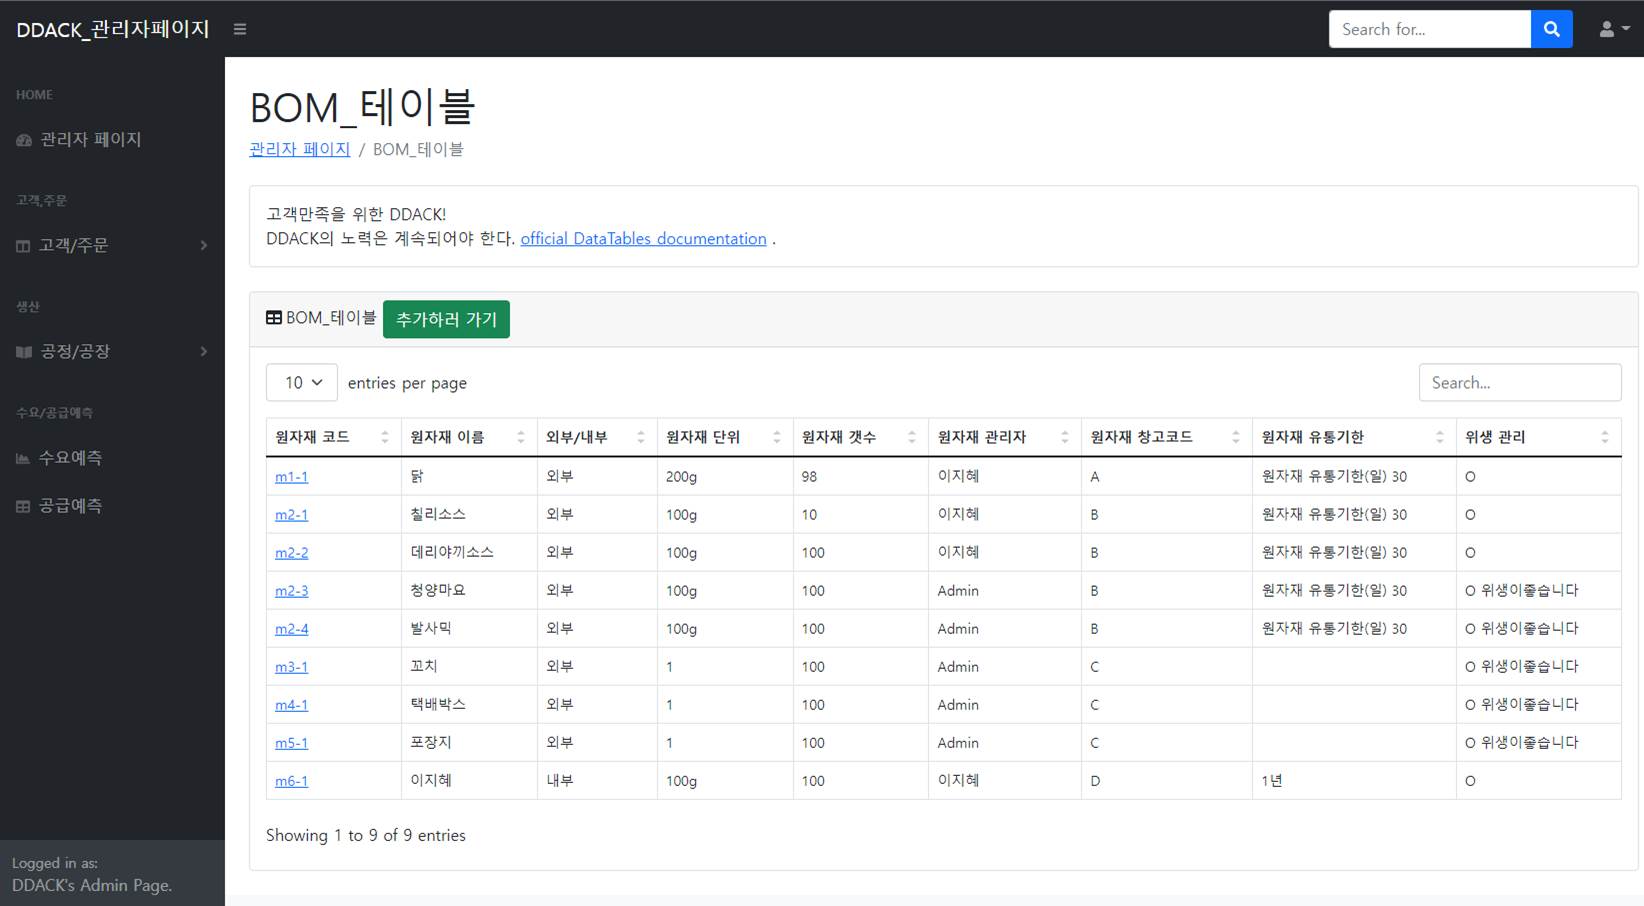 DDACK_관리자페이지
Search for...
HOME
관리자 페이지
고객,주문
고객/주문
생산
공정/공장
수요/공급예측
수요예측
공급예측
Logged in as:
DDACK's Admin Page.
BOM_테이블
관리자 페이지 / BOM_테이블
고객만족을 위한 DDACK!
DDACK의 노력은 계속되어야 한다. official DataTables documentation .
BOM_테이블 추가하러 가기
10 entries per page Search...
원자재 코드 원자재 이름 외부/내부 원자재 단위 원자재 갯수 원자재 관리자 원자재 창고코드 원자재 유통기한 위생 관리
m1-1 닭 외부 200g 98 이지혜 A 원자재 유통기한(일) 30 O
m2-1 칠리소스 외부 100g 10 이지혜 B 원자재 유통기한(일) 30 O
m2-2 데리야끼소스 외부 100g 100 이지혜 B 원자재 유통기한(일) 30 O
m2-3 청양마요 외부 100g 100 Admin B 원자재 유통기한(일) 30 O 위생이좋습니다
m2-4 발사믹 외부 100g 100 Admin B 원자재 유통기한(일) 30 O 위생이좋습니다
m3-1 꼬치 외부 1 100 Admin C O 위생이좋습니다
m4-1 택배박스 외부 1 100 Admin C O 위생이좋습니다
m5-1 포장지 외부 1 100 Admin C O 위생이좋습니다
m6-1 이지혜 내부 100g 100 이지혜 D 1년 O
Showing 1 to 9 of 9 entries